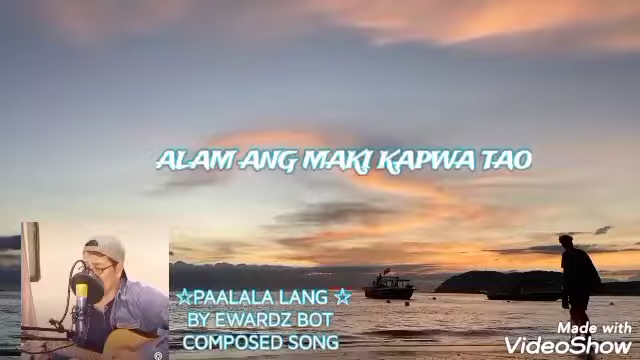 ALAM ANG MAKI KAPWA TAO
☆PAALALA LANG ☆
BY EWARDZ BOT
COMPOSED SONG
Made with
VideoShow